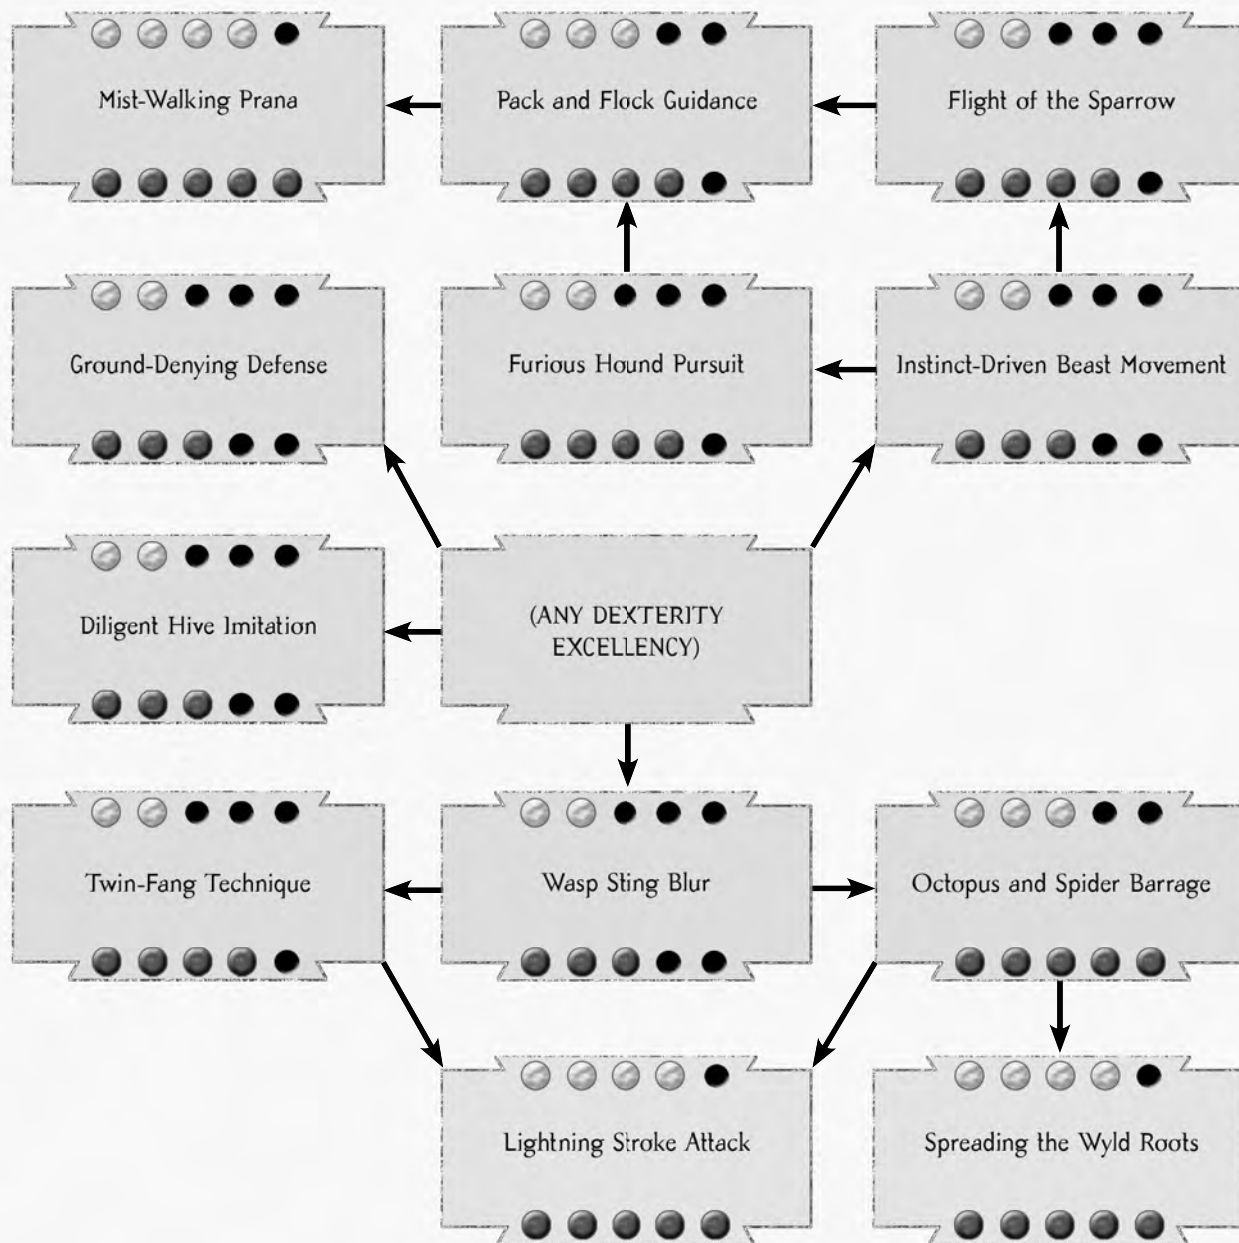 Mist-Walking Prana
Pack and Flock Guidance
Flight of the Sparrow
Ground-Denying Defense
Furious Hound Pursuit
Instinct-Driven Beast Movement
Diligent Hive Imitation
(ANY DEXTERITY
EXCELLENCY)
Twin-Fang Technique
Wasp Sting Blur
Octopus and Spider Barrage
Lightning Stroke Attack
Spreading the Wyld Roots